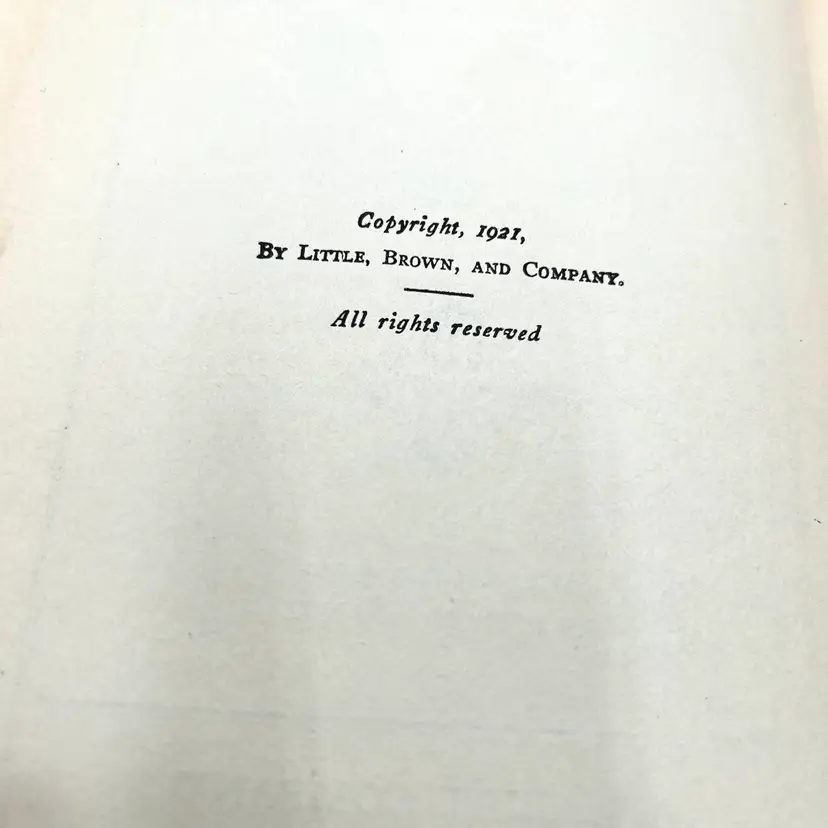 Copyright, 1921,
By Little, Brown, and Company.
All rights reserved